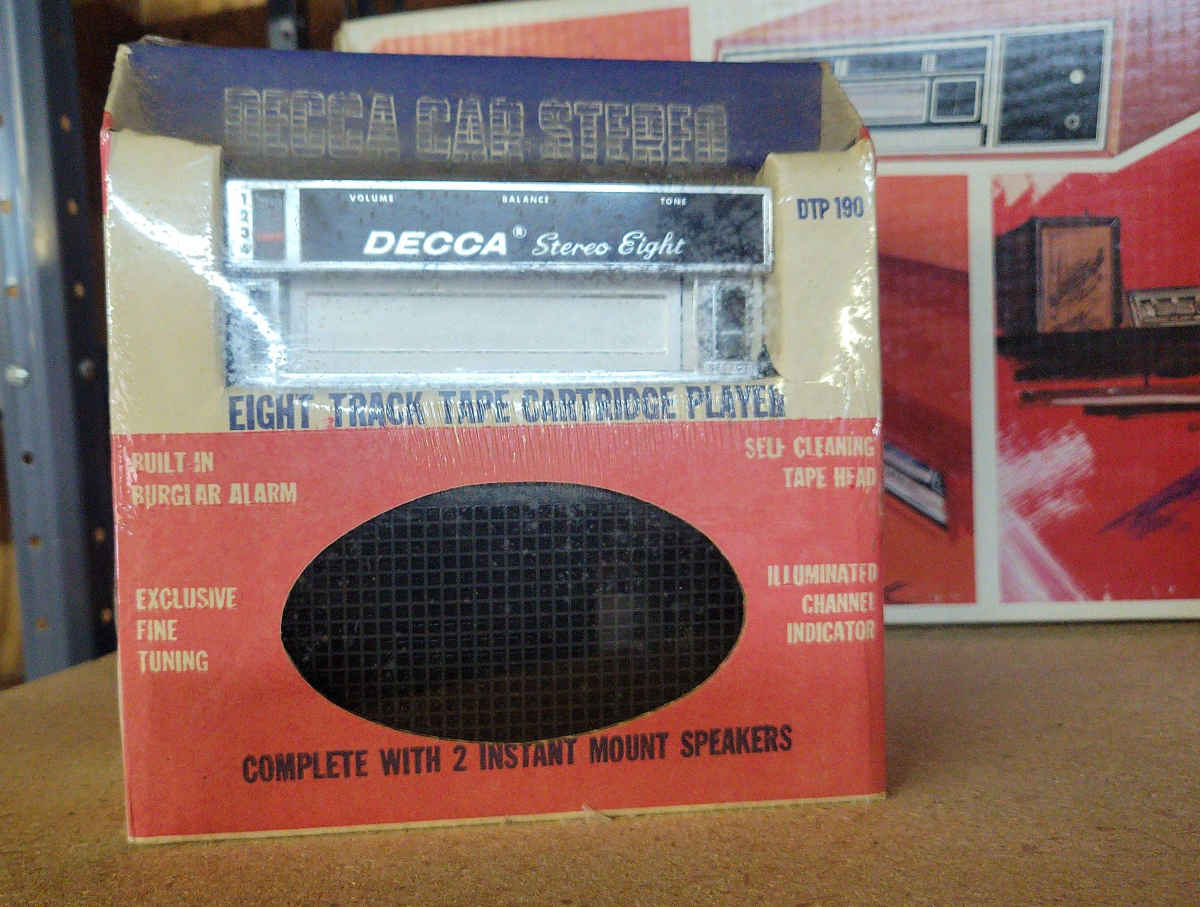 DECCA CAR STEREO
1
2
3
4
VOLUME BALANCE TONE
DECCA® Stereo Eight
DTP 190
SELECT
EIGHT TRACK TAPE CARTRIDGE PLAYER
BUILT IN
BURGLAR ALARM
SELF CLEANING
TAPE HEAD
EXCLUSIVE
FINE
TUNING
ILLUMINATED
CHANNEL
INDICATOR
COMPLETE WITH 2 INSTANT MOUNT SPEAKERS